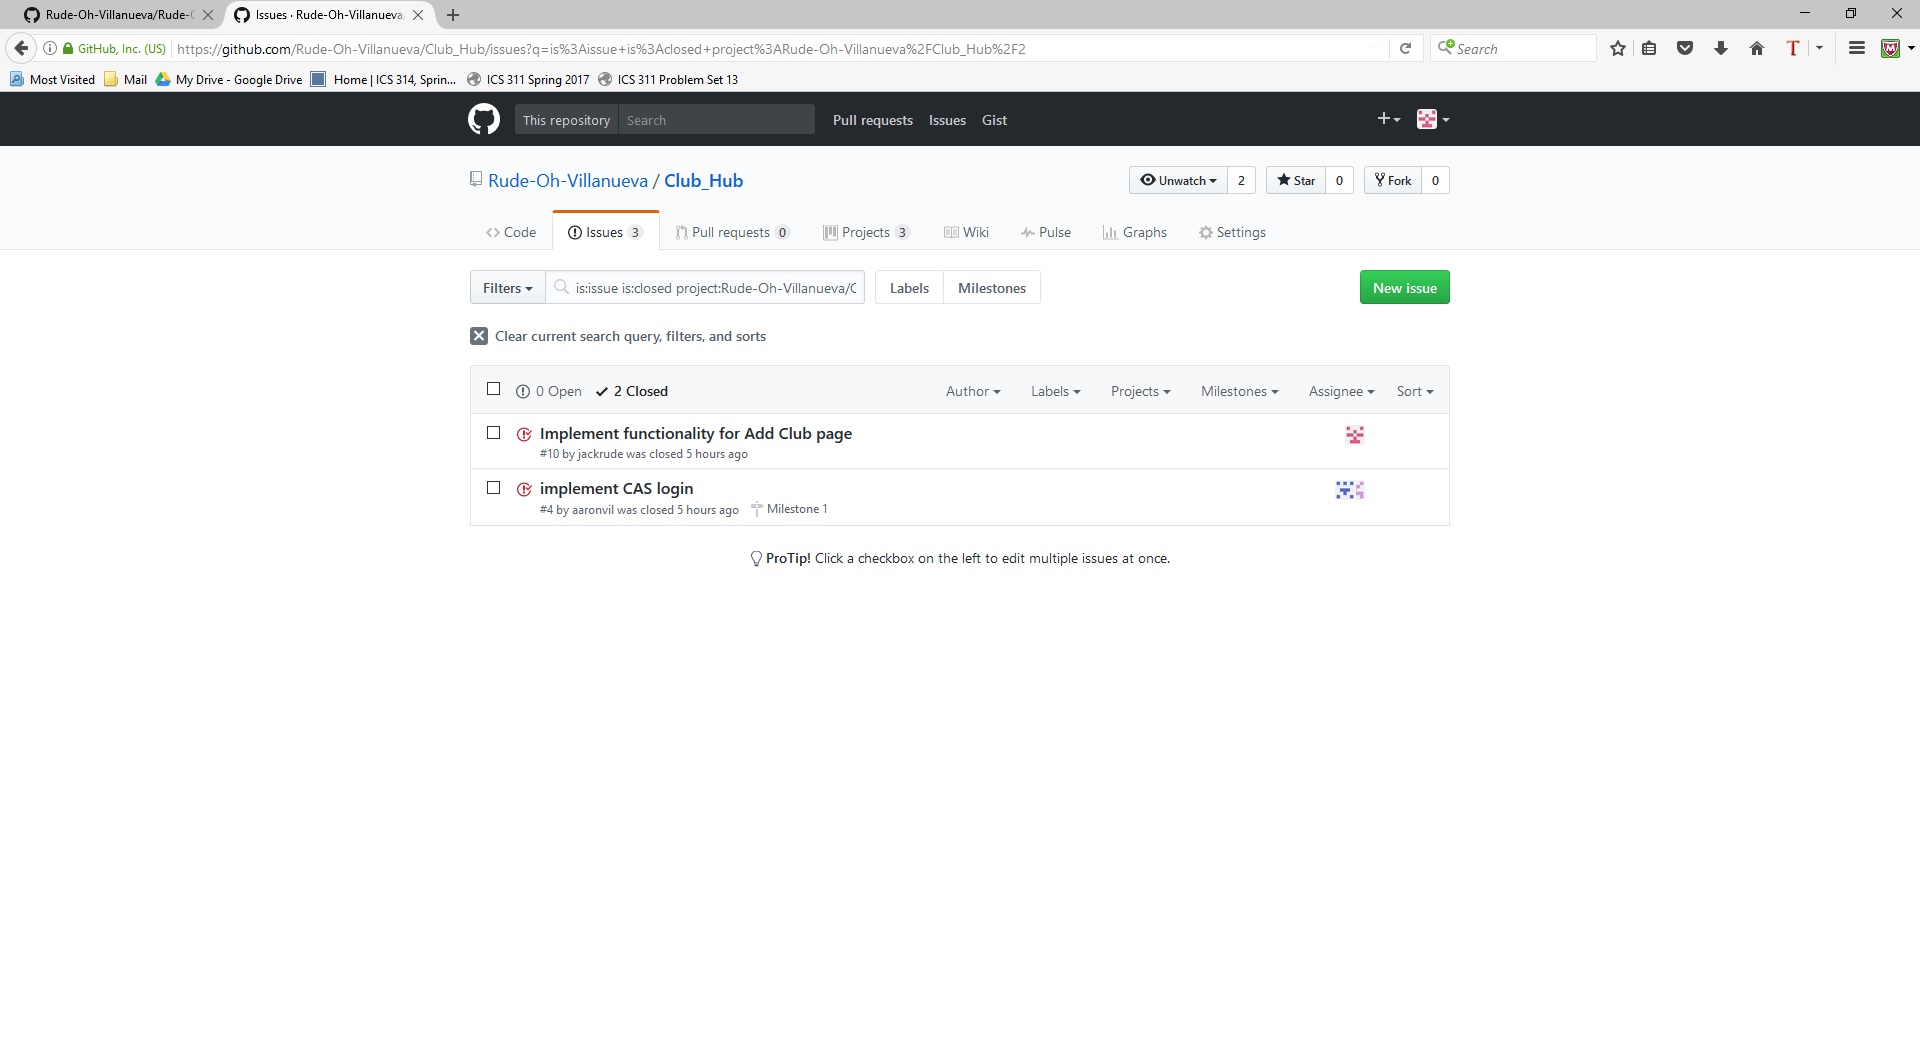 Rude-Oh-Villanueva/Rude-
Issues · Rude-Oh-Villanueva,
GitHub, Inc. (US)
https://github.com/Rude-Oh-Villanueva/Club_Hub/issues?q=is%3Aissue+is%3Aclosed+project%3ARude-Oh-Villanueva%2FClub_Hub%2F2
Search
Most Visited
Mail
My Drive - Google Drive
Home | ICS 314, Sprin...
ICS 311 Spring 2017
ICS 311 Problem Set 13
This repository
Search
Pull requests
Issues
Gist
Rude-Oh-Villanueva / Club_Hub
Unwatch 2
Star 0
Fork 0
Code
Issues 3
Pull requests 0
Projects 3
Wiki
Pulse
Graphs
Settings
Filters
is:issue is:closed project:Rude-Oh-Villanueva/C
Labels
Milestones
New issue
Clear current search query, filters, and sorts
0 Open
2 Closed
Author
Labels
Projects
Milestones
Assignee
Sort
Implement functionality for Add Club page
#10 by jackrude was closed 5 hours ago
implement CAS login
#4 by aaronvil was closed 5 hours ago Milestone 1
ProTip! Click a checkbox on the left to edit multiple issues at once.